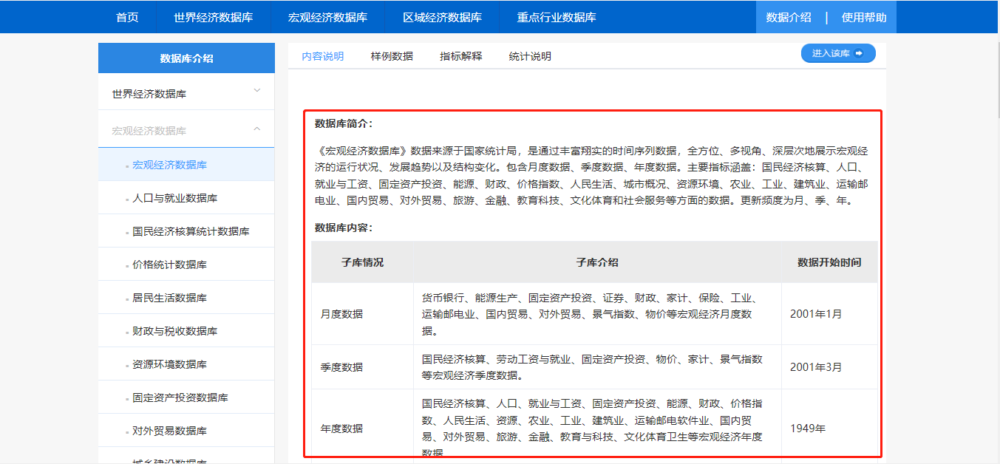 首页
世界经济数据库
宏观经济数据库
区域经济数据库
重点行业数据库
数据介绍 | 使用帮助
数据库介绍
世界经济数据库
宏观经济数据库
宏观经济数据库
人口与就业数据库
国民经济核算统计数据库
价格统计数据库
居民生活数据库
财政与税收数据库
资源环境数据库
固定资产投资数据库
对外贸易数据库
城乡建设数据库
内容说明
样例数据
指标解释
统计说明
进入该库
数据库简介：
《宏观经济数据库》数据来源于国家统计局，是通过丰富翔实的时间序列数据，全方位、多视角、深层次地展示宏观经
济的运行状况、发展趋势以及结构变化。包含月度数据、季度数据、年度数据。主要指标涵盖：国民经济核算、人口、
就业与工资、固定资产投资、能源、财政、价格指数、人民生活、城市概况、资源环境、农业、工业、建筑业、运输邮
电业、国内贸易、对外贸易、旅游、金融、教育科技、文化体育和社会服务等方面的数据。更新频度为月、季、年。
数据库内容：
子库情况
子库介绍
数据开始时间
月度数据
货币银行、能源生产、固定资产投资、证券、财政、家计、保险、工业、
运输邮电业、国内贸易、对外贸易、景气指数、物价等宏观经济月度数
据。
2001年1月
季度数据
国民经济核算、劳动工资与就业、固定资产投资、物价、家计、景气指数
等宏观经济季度数据。
2001年3月
年度数据
国民经济核算、人口、就业与工资、固定资产投资、能源、财政、价格指
数、人民生活、资源、农业、工业、建筑业、运输邮电软件业、国内贸
易、对外贸易、旅游、金融、教育与科技、文化体育卫生等宏观经济年度
数据
1949年